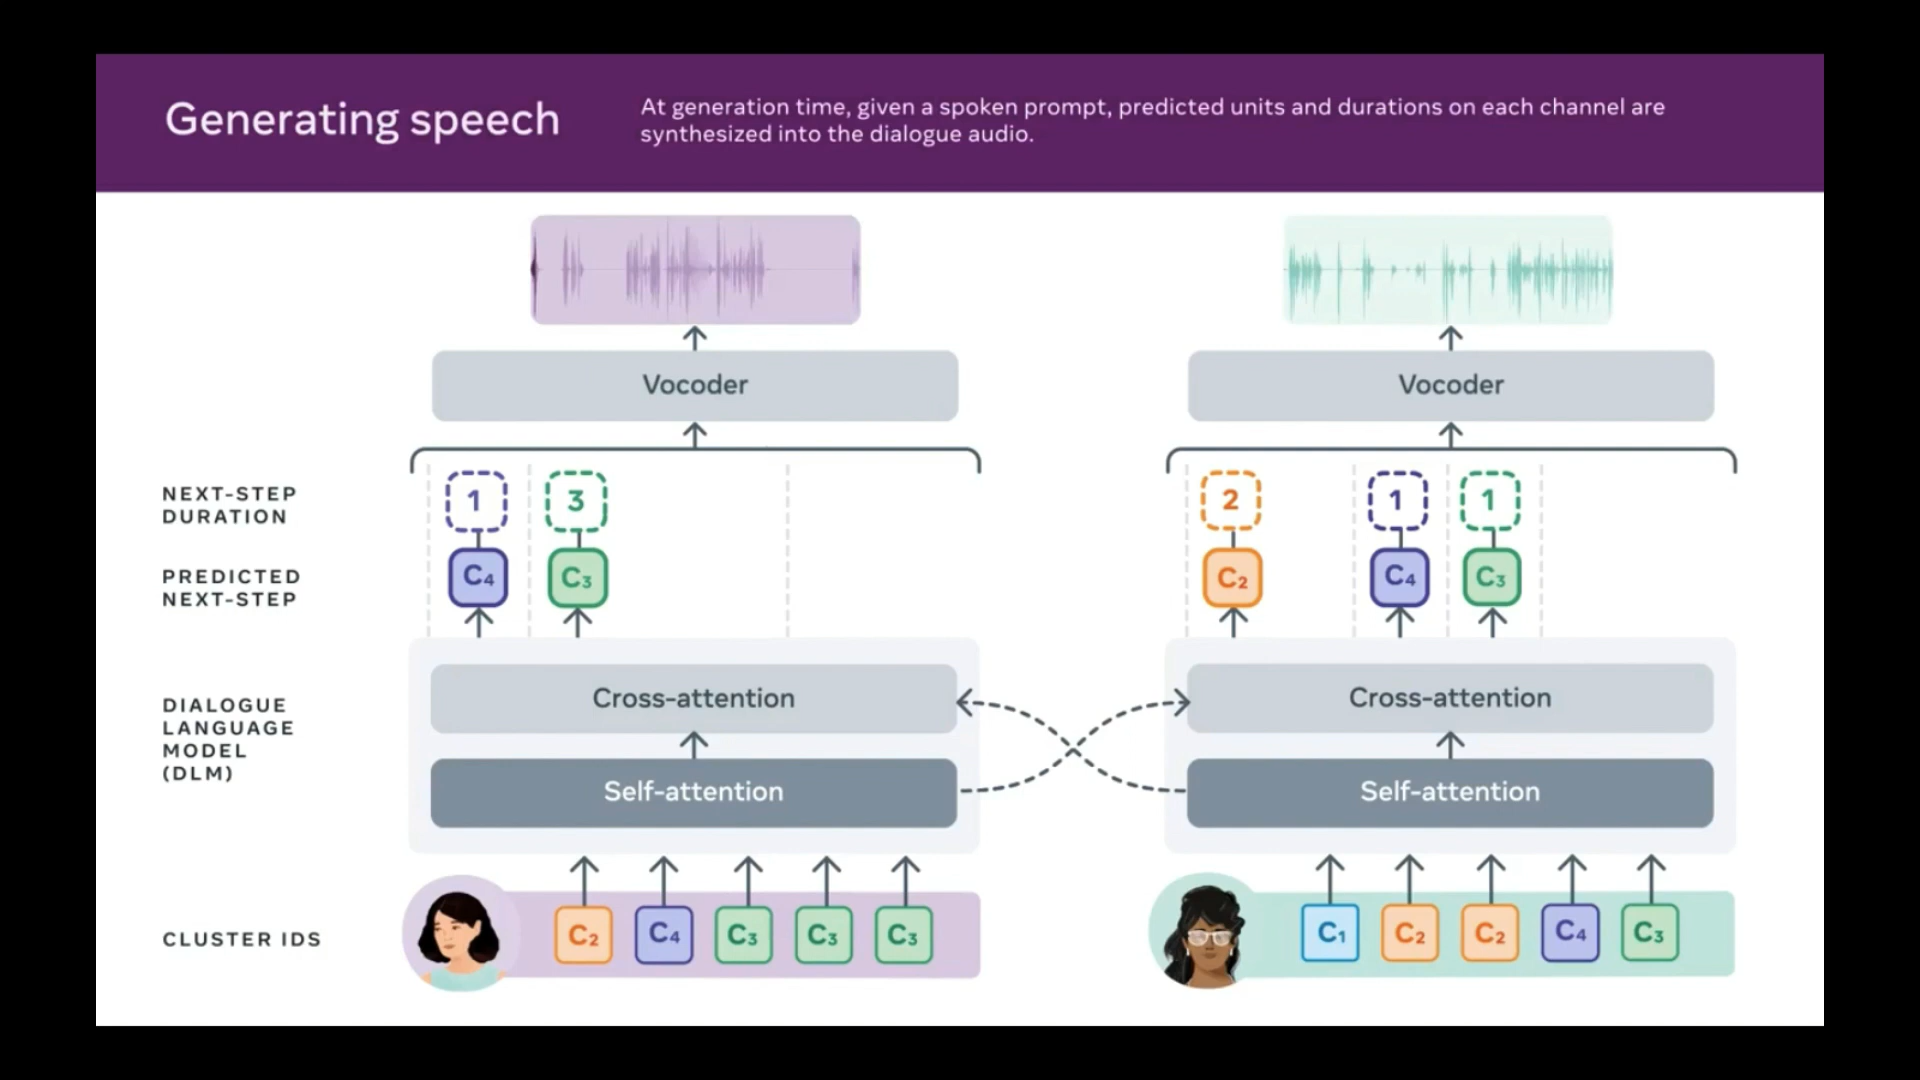 Generating speech
At generation time, given a spoken prompt, predicted units and durations on each channel are
synthesized into the dialogue audio.
Vocoder
Vocoder
NEXT-STEP
DURATION
1 3
2 1 1
PREDICTED
NEXT-STEP
C₄ C₃
C₂ C₄ C₃
DIALOGUE
LANGUAGE
MODEL
(DLM)
Cross-attention
Cross-attention
Self-attention
Self-attention
CLUSTER IDS
C₂ C₄ C₃ C₃ C₃
C₁ C₂ C₂ C₄ C₃